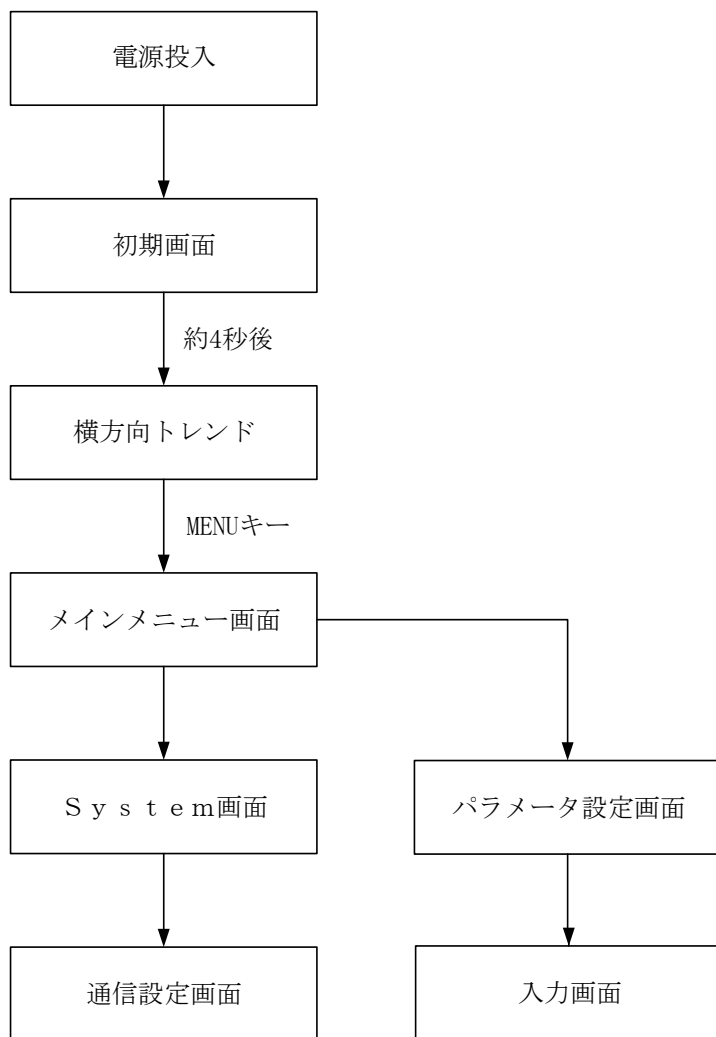 電源投入
初期画面
約4秒後
横方向トレンド
MENUキー
メインメニュー画面
Ｓｙｓｔｅｍ画面
パラメータ設定画面
通信設定画面
入力画面